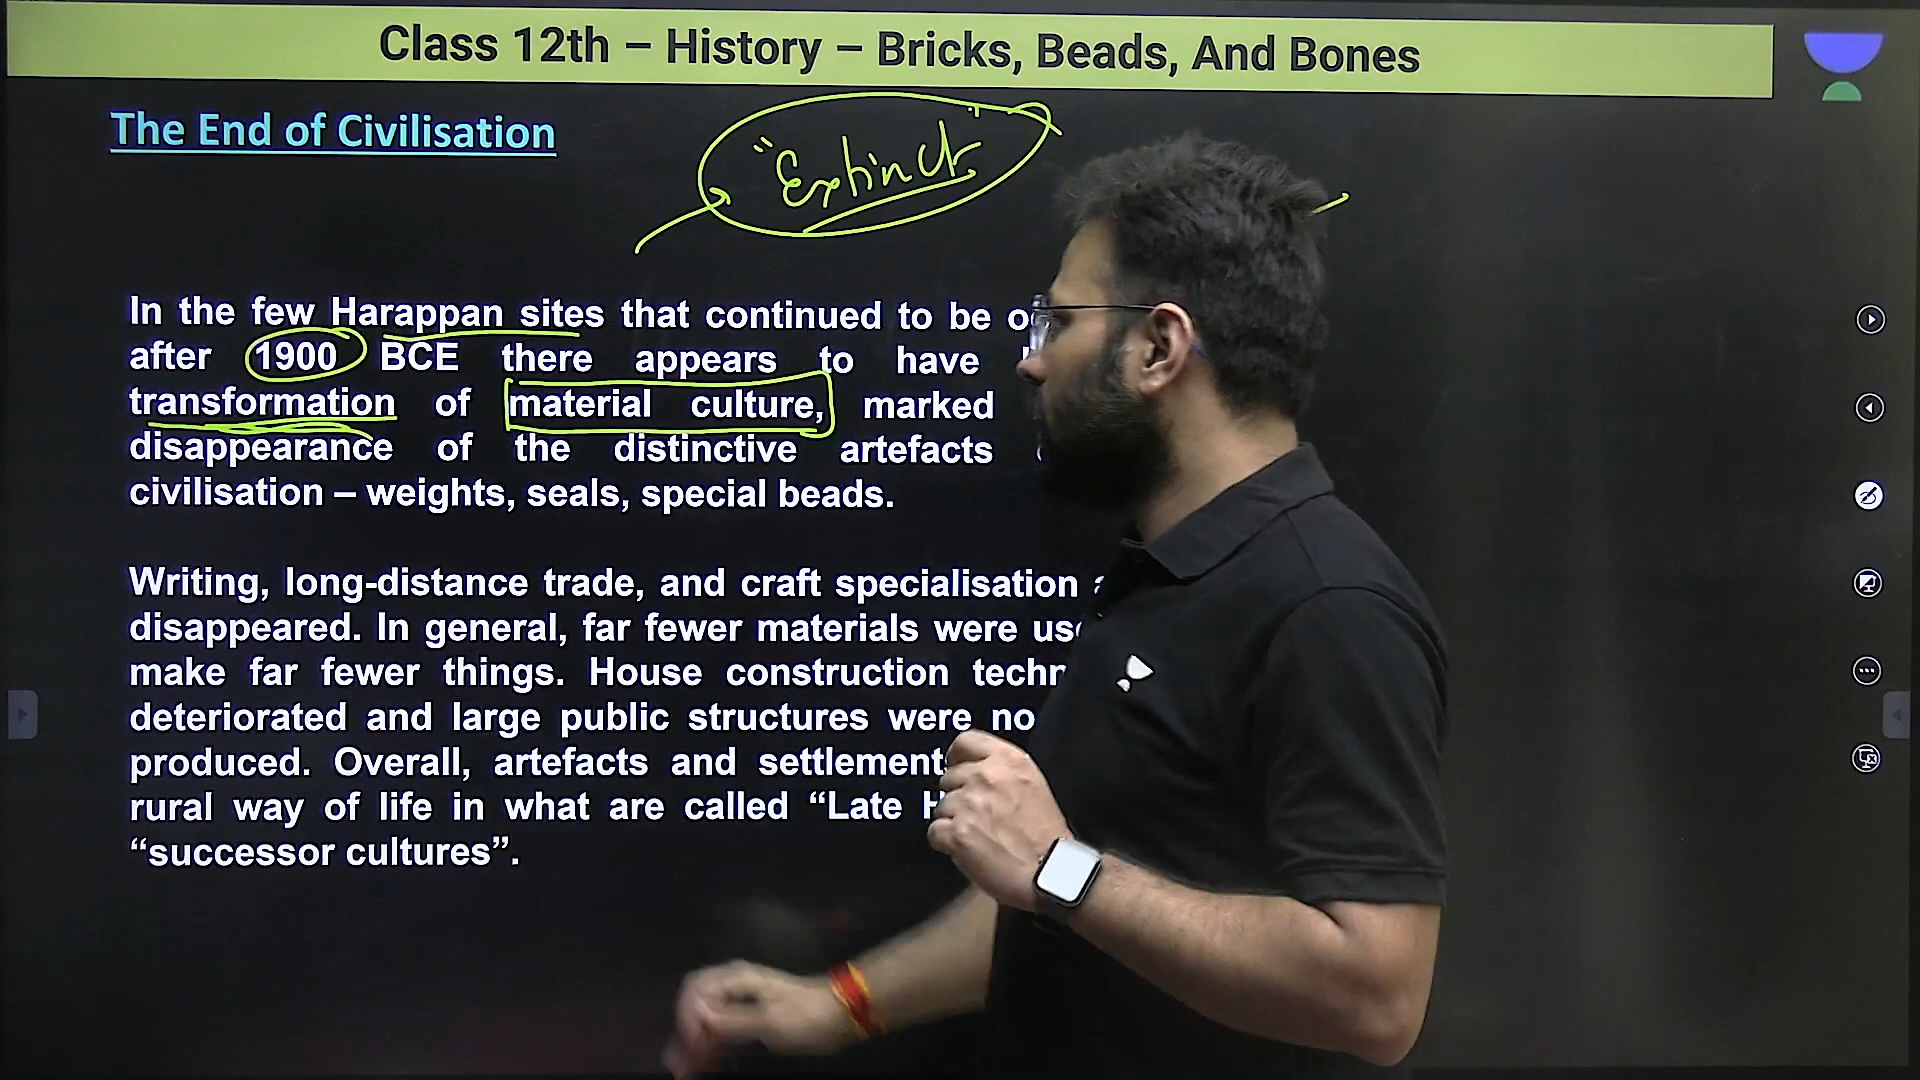 Class 12th – History – Bricks, Beads, And Bones
The End of Civilisation
"Extinct"
In the few Harappan sites that continued to be
after 1900 BCE there appears to have
transformation of material culture, marked
disappearance of the distinctive artefacts
civilisation – weights, seals, special beads.
Writing, long-distance trade, and craft specialisation
disappeared. In general, far fewer materials were
make far fewer things. House construction
deteriorated and large public structures were no
produced. Overall, artefacts and settlements
rural way of life in what are called “Late
“successor cultures”.